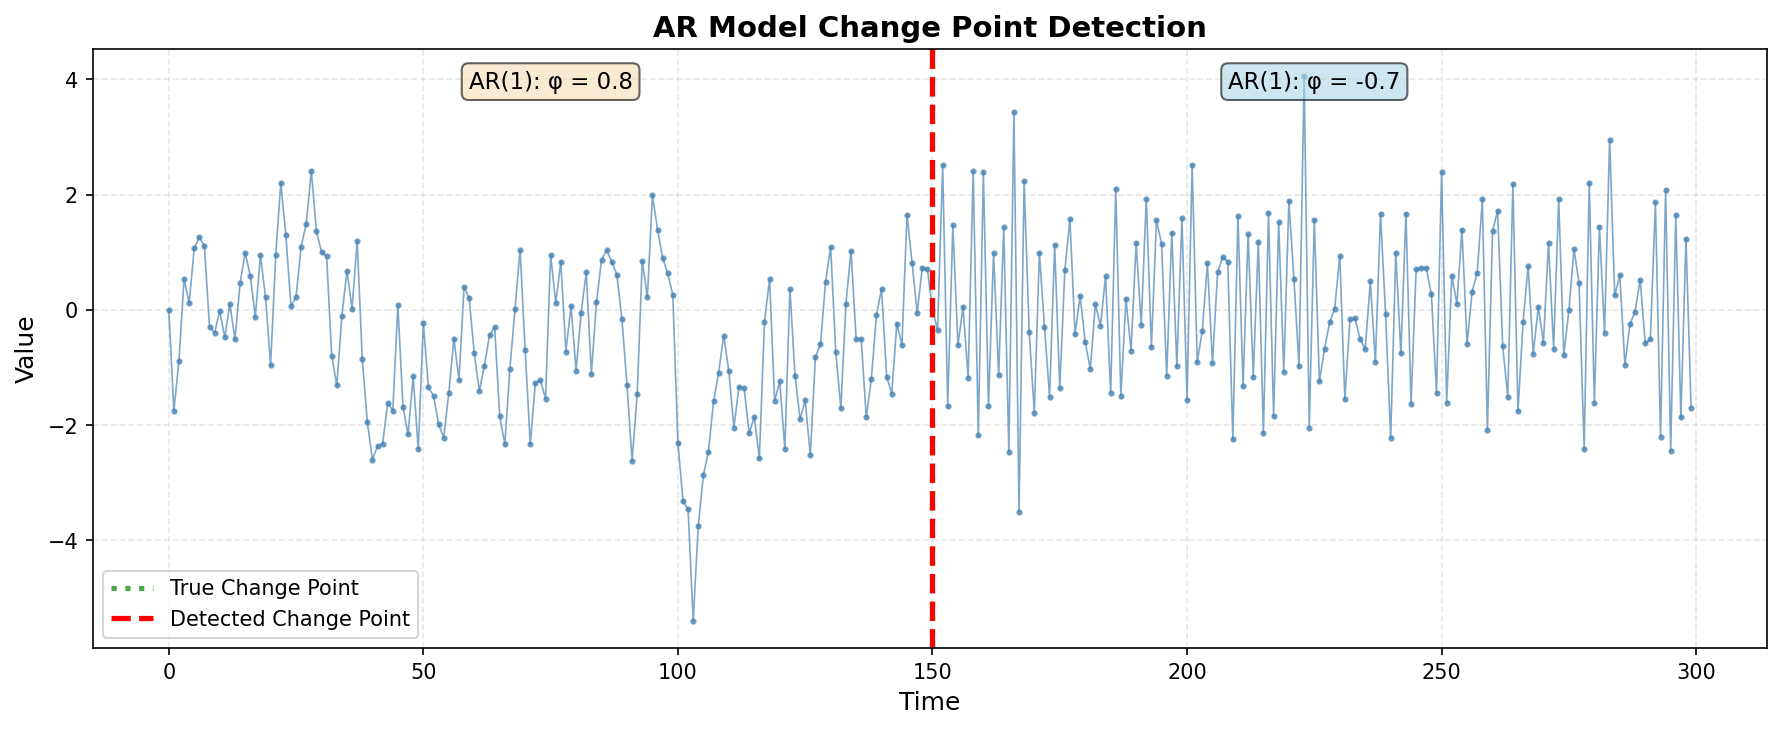 AR Model Change Point Detection
AR(1): φ = 0.8
AR(1): φ = -0.7
Value
4
2
0
−2
−4
True Change Point
Detected Change Point
0 50 100 150 200 250 300
Time